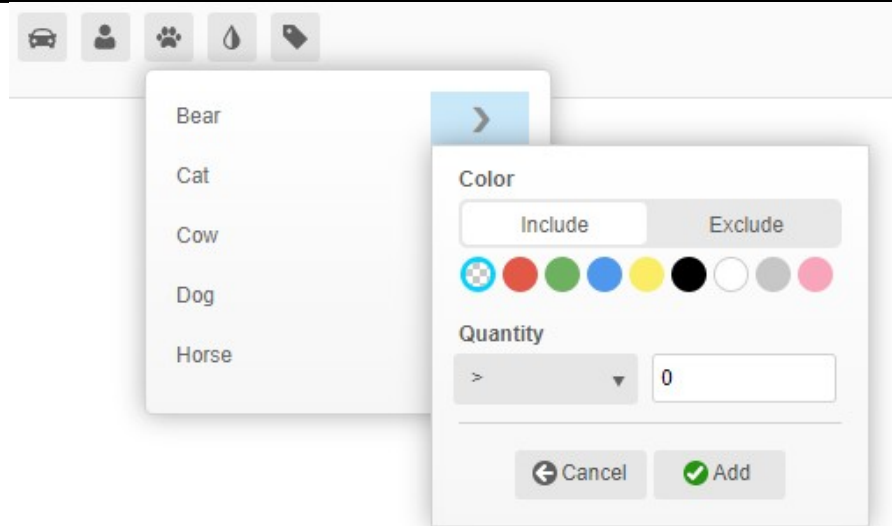 Bear
Cat
Cow
Dog
Horse
Color
Include Exclude
Quantity
> 0
Cancel Add